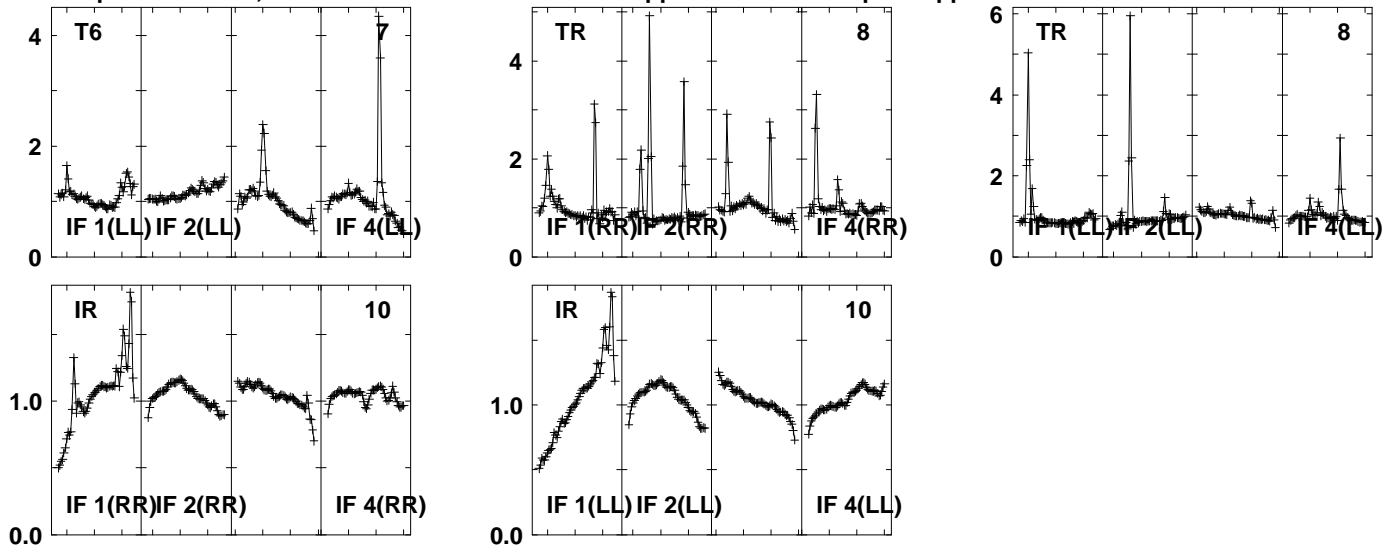 T6 7
4
2
0
IF 1(LL) IF 2(LL) IF 4(LL)
TR 8
4
2
0
IF 1(RR) IF 2(RR) IF 4(RR)
TR 8
6
4
2
0
IF 1(LL) IF 2(LL) IF 4(LL)
IR 10
1.0
0.0
IF 1(RR) IF 2(RR) IF 4(RR)
IR 10
1.0
0.0
IF 1(LL) IF 2(LL) IF 4(LL)